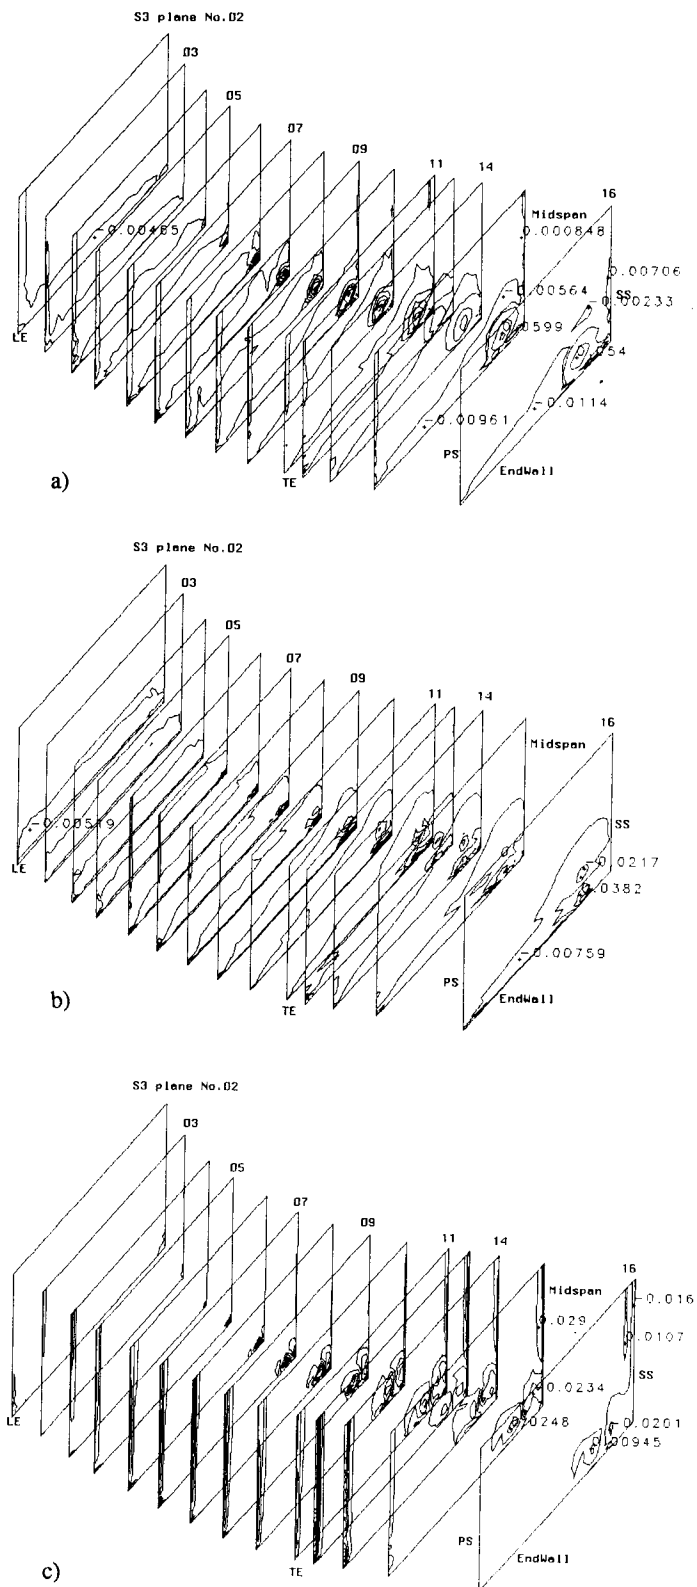 S3 plane No.02
03
05
07
09
11
14
16
-0.00465
Midspan
0.000848
0.00706
-0.00564
SS
-0.00233
.0599
.054
-0.0114
-0.00961
LE
PS
TE
EndWall
a)
S3 plane No.02
03
05
07
09
11
14
16
Midspan
-0.00519
SS
-0.0217
.0382
-0.00759
LE
PS
TE
EndWall
b)
S3 plane No.02
03
05
07
09
11
14
16
Midspan
-0.016
.029
0.0107
SS
0.0234
0.0248
0.0201
0.00945
LE
PS
TE
EndWall
c)